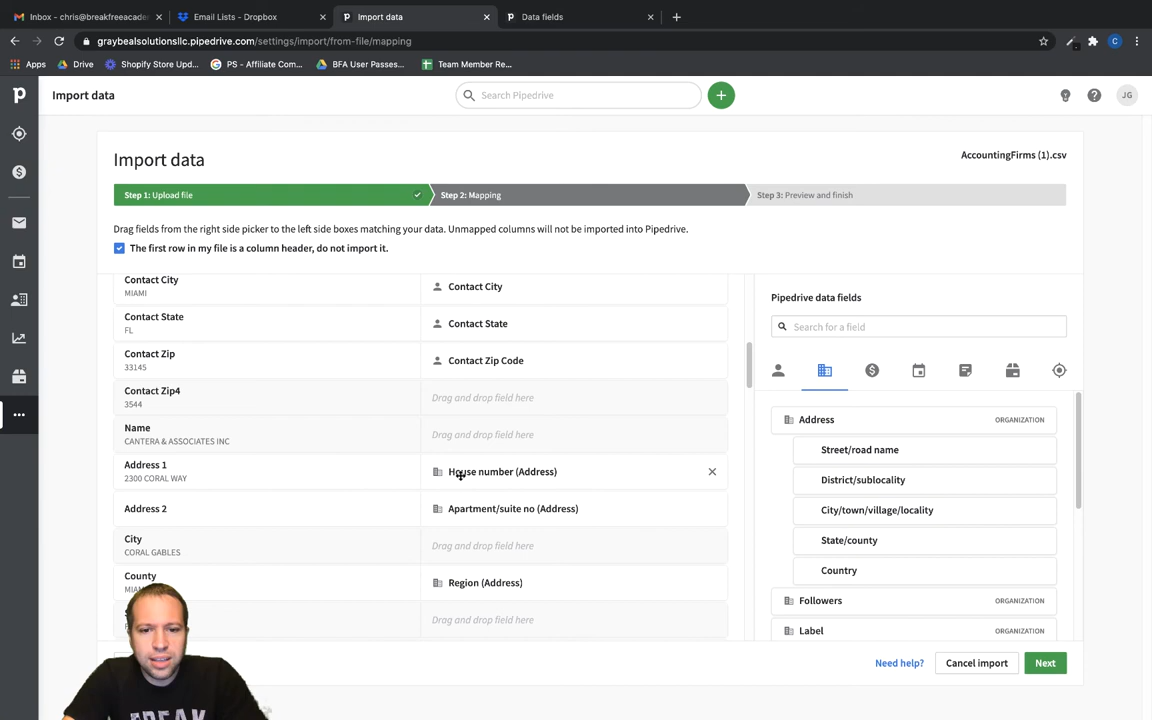 Inbox - chris@breakfreeacade
Email Lists - Dropbox
Import data
Data fields
graybealsolutionsllc.pipedrive.com/settings/import/from-file/mapping
Apps
Drive
Shopify Store Upd...
PS - Affiliate Com...
BFA User Passes...
Team Member Re...
Import data
Search Pipedrive
JG
Import data
AccountingFirms (1).csv
Step 1: Upload file
Step 2: Mapping
Step 3: Preview and finish
Drag fields from the right side picker to the left side boxes matching your data. Unmapped columns will not be imported into Pipedrive.
The first row in my file is a column header, do not import it.
Contact City
MIAMI
Contact City
Contact State
FL
Contact State
Contact Zip
33145
Contact Zip Code
Contact Zip4
3544
Drag and drop field here
Name
CANTERA & ASSOCIATES INC
Drag and drop field here
Address 1
2300 CORAL WAY
House number (Address)
Address 2
Apartment/suite no (Address)
City
CORAL GABLES
Drag and drop field here
County
Region (Address)
Drag and drop field here
Pipedrive data fields
Search for a field
Address
ORGANIZATION
Street/road name
District/sublocality
City/town/village/locality
State/county
Country
Followers
ORGANIZATION
Label
ORGANIZATION
Need help?
Cancel import
Next